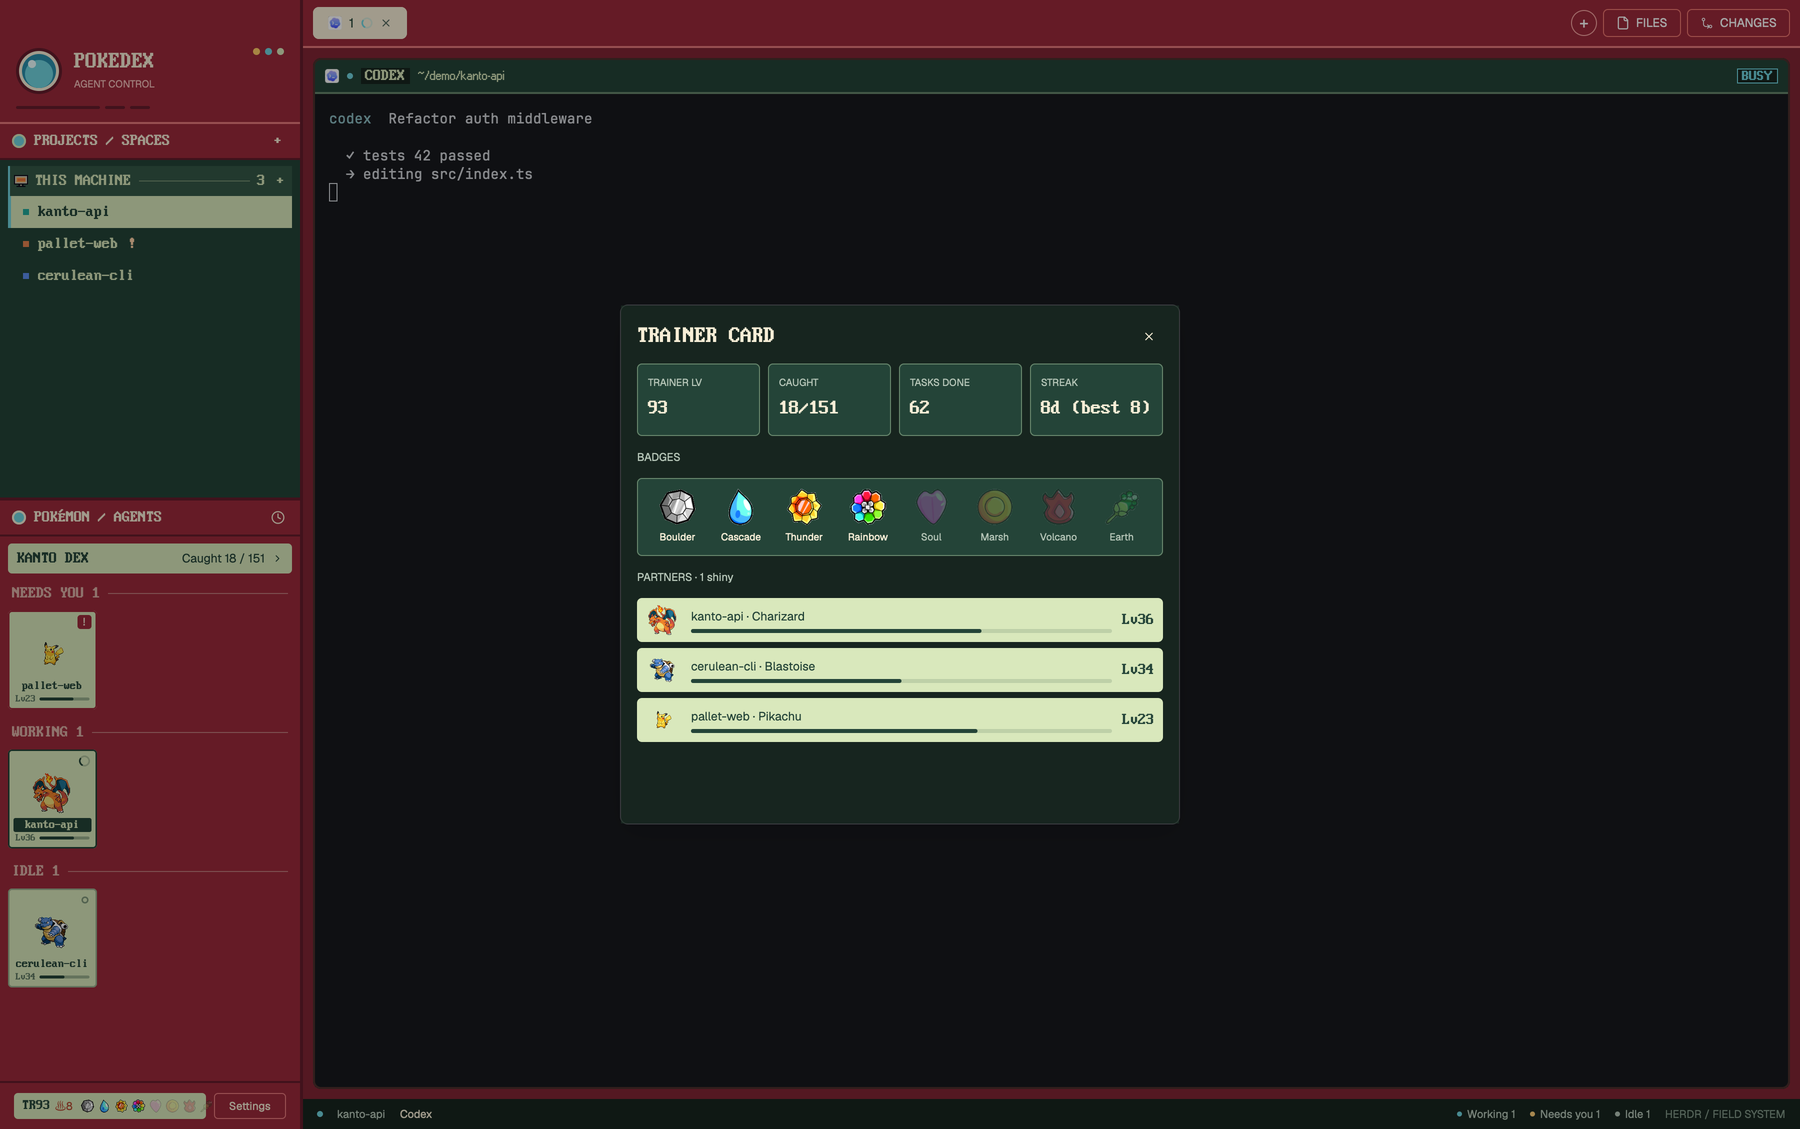 POKEDEX
AGENT CONTROL
PROJECTS / SPACES +
THIS MACHINE 3 +
kanto-api
pallet-web !
cerulean-cli
POKÉMON / AGENTS
KANTO DEX Caught 18 / 151 >
NEEDS YOU 1
!
pallet-web
Lv23
WORKING 1
kanto-api
Lv36
IDLE 1
cerulean-cli
Lv34
TR93 8 Settings
1 ×
+ FILES CHANGES
CODEX ~/demo/kanto-api BUSY
codex Refactor auth middleware
✓ tests 42 passed
→ editing src/index.ts
TRAINER CARD ×
TRAINER LV
93
CAUGHT
18/151
TASKS DONE
62
STREAK
8d (best 8)
BADGES
Boulder Cascade Thunder Rainbow Soul Marsh Volcano Earth
PARTNERS · 1 shiny
kanto-api · Charizard Lv36
cerulean-cli · Blastoise Lv34
pallet-web · Pikachu Lv23
kanto-api Codex
Working 1 Needs you 1 Idle 1 HERDR / FIELD SYSTEM